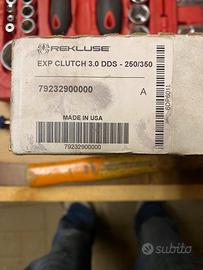 REKLUSE
EXP CLUTCH 3.0 DDS - 250/350
79232900000
A
MADE IN USA
79232900000
subito